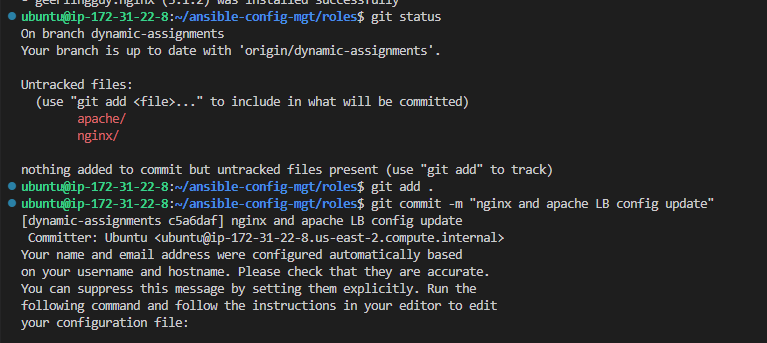 - geerlingguy.nginx (3.1.2) was installed successfully
ubuntu@ip-172-31-22-8:~/ansible-config-mgt/roles$ git status
On branch dynamic-assignments
Your branch is up to date with 'origin/dynamic-assignments'.
Untracked files:
(use "git add <file>..." to include in what will be committed)
apache/
nginx/
nothing added to commit but untracked files present (use "git add" to track)
ubuntu@ip-172-31-22-8:~/ansible-config-mgt/roles$ git add .
ubuntu@ip-172-31-22-8:~/ansible-config-mgt/roles$ git commit -m "nginx and apache LB config update"
[dynamic-assignments c5a6daf] nginx and apache LB config update
Committer: Ubuntu <ubuntu@ip-172-31-22-8.us-east-2.compute.internal>
Your name and email address were configured automatically based
on your username and hostname. Please check that they are accurate.
You can suppress this message by setting them explicitly. Run the
following command and follow the instructions in your editor to edit
your configuration file: